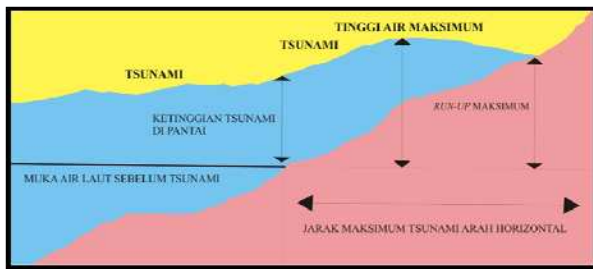 TINGGI AIR MAKSIMUM
TSUNAMI
TSUNAMI
KETINGGIAN TSUNAMI
DI PANTAI
RUN-UP MAKSIMUM
MUKA AIR LAUT SEBELUM TSUNAMI
JARAK MAKSIMUM TSUNAMI ARAH HORIZONTAL